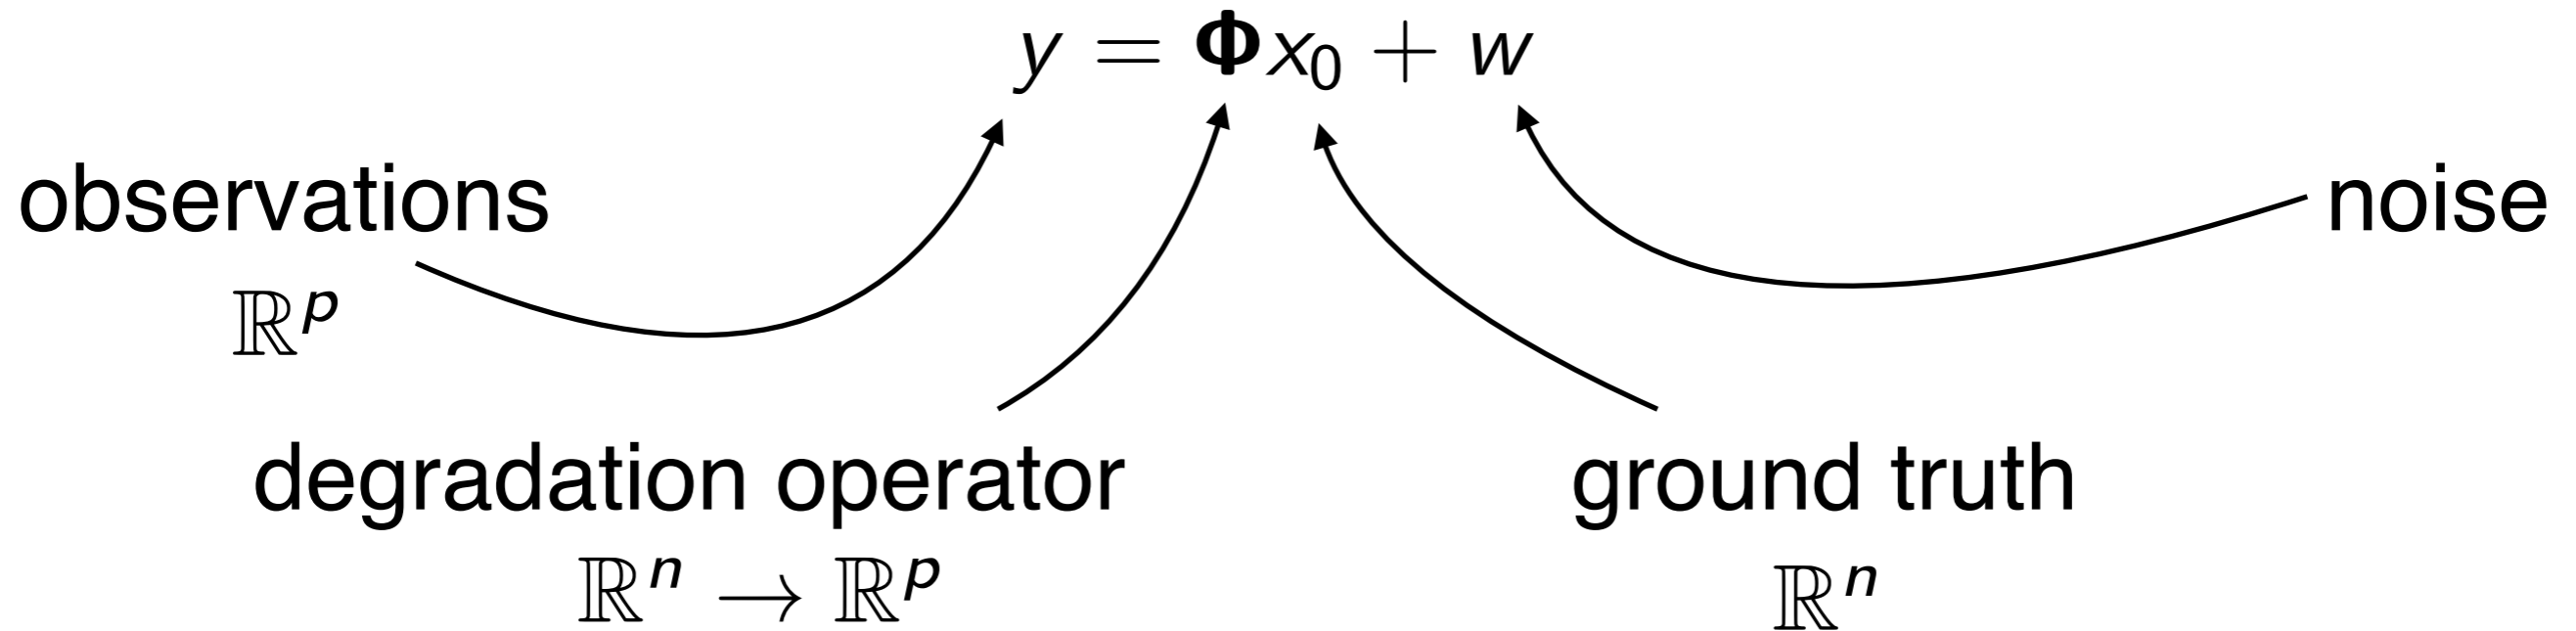 y = Φx₀ + w
observations
noise
ℝᵖ
degradation operator
ground truth
ℝⁿ → ℝᵖ
ℝⁿ